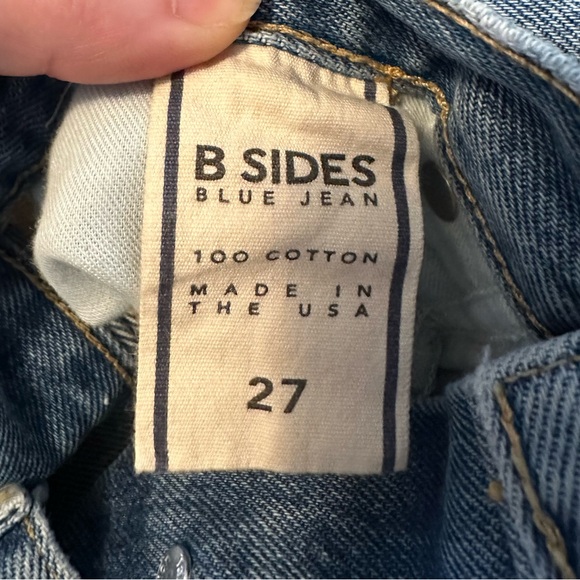 B SIDES
BLUE JEAN
100 COTTON
MADE IN
THE USA
27